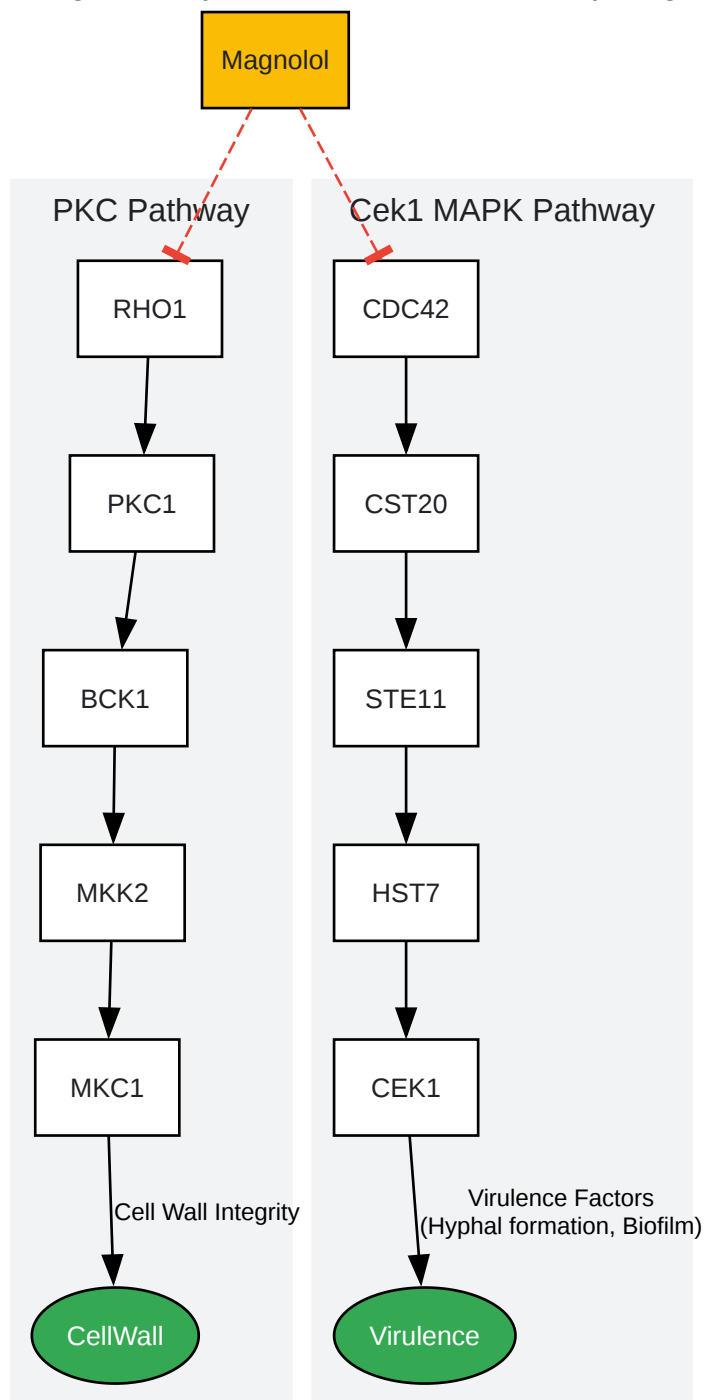 Magnolol
PKC Pathway
Cek1 MAPK Pathway
RHO1
CDC42
PKC1
CST20
BCK1
STE11
MKK2
HST7
MKC1
CEK1
Cell Wall Integrity
Virulence Factors
(Hyphal formation, Biofilm)
CellWall
Virulence